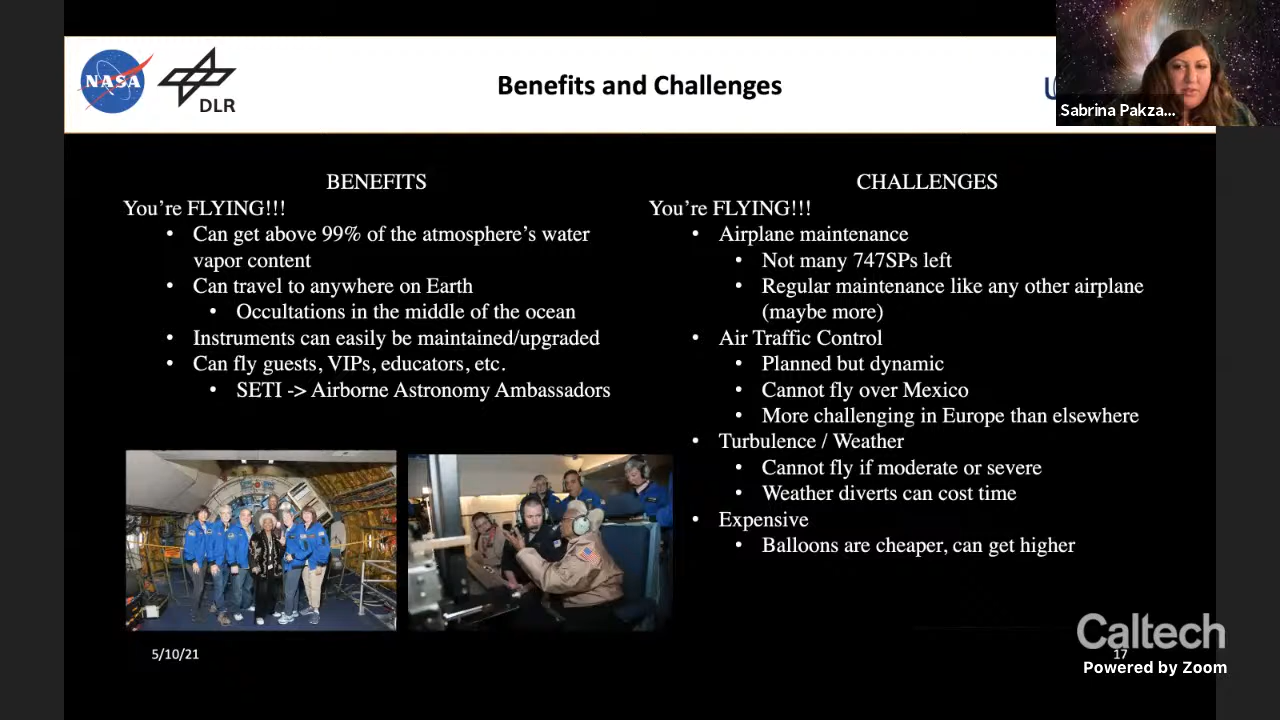 NASA
DLR
Benefits and Challenges
Sabrina Pakza...
BENEFITS
You're FLYING!!!
• Can get above 99% of the atmosphere's water
vapor content
• Can travel to anywhere on Earth
• Occultations in the middle of the ocean
• Instruments can easily be maintained/upgraded
• Can fly guests, VIPs, educators, etc.
• SETI -> Airborne Astronomy Ambassadors
CHALLENGES
You're FLYING!!!
• Airplane maintenance
• Not many 747SPs left
• Regular maintenance like any other airplane
(maybe more)
• Air Traffic Control
• Planned but dynamic
• Cannot fly over Mexico
• More challenging in Europe than elsewhere
• Turbulence / Weather
• Cannot fly if moderate or severe
• Weather diverts can cost time
• Expensive
• Balloons are cheaper, can get higher
5/10/21
Caltech
17
Powered by Zoom